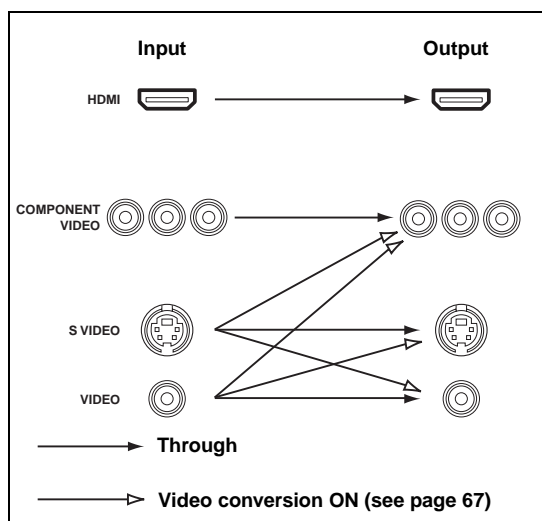 Input Output
HDMI
COMPONENT
VIDEO
S VIDEO
VIDEO
Through
Video conversion ON (see page 67)